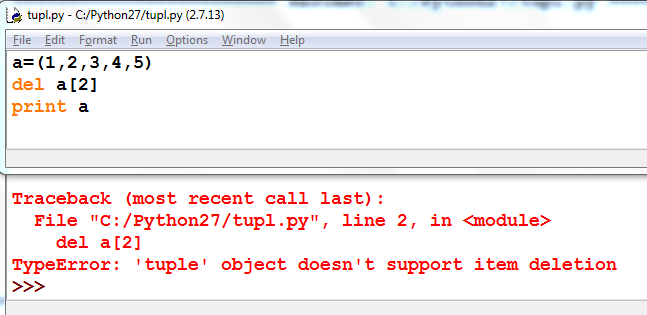 tupl.py - C:/Python27/tupl.py (2.7.13)
File Edit Format Run Options Window Help
a=(1,2,3,4,5)
del a[2]
print a
Traceback (most recent call last):
  File "C:/Python27/tupl.py", line 2, in <module>
    del a[2]
TypeError: 'tuple' object doesn't support item deletion
>>>